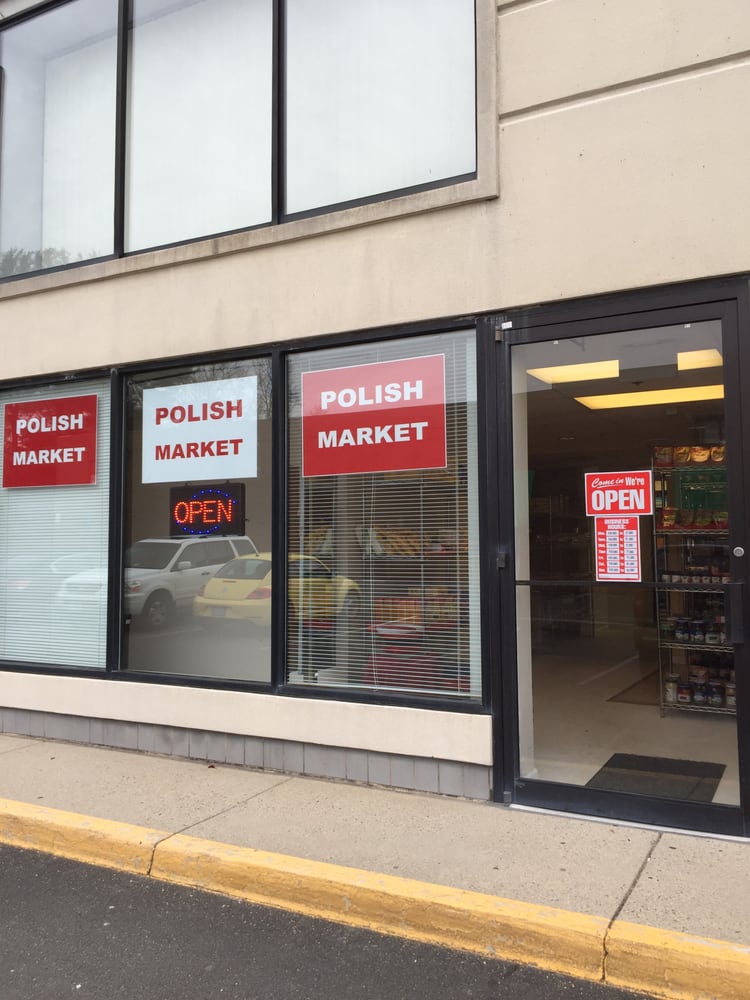 POLISH
MARKET
POLISH
MARKET
OPEN
POLISH
MARKET
Come in We're
OPEN
BUSINESS
HOURS: